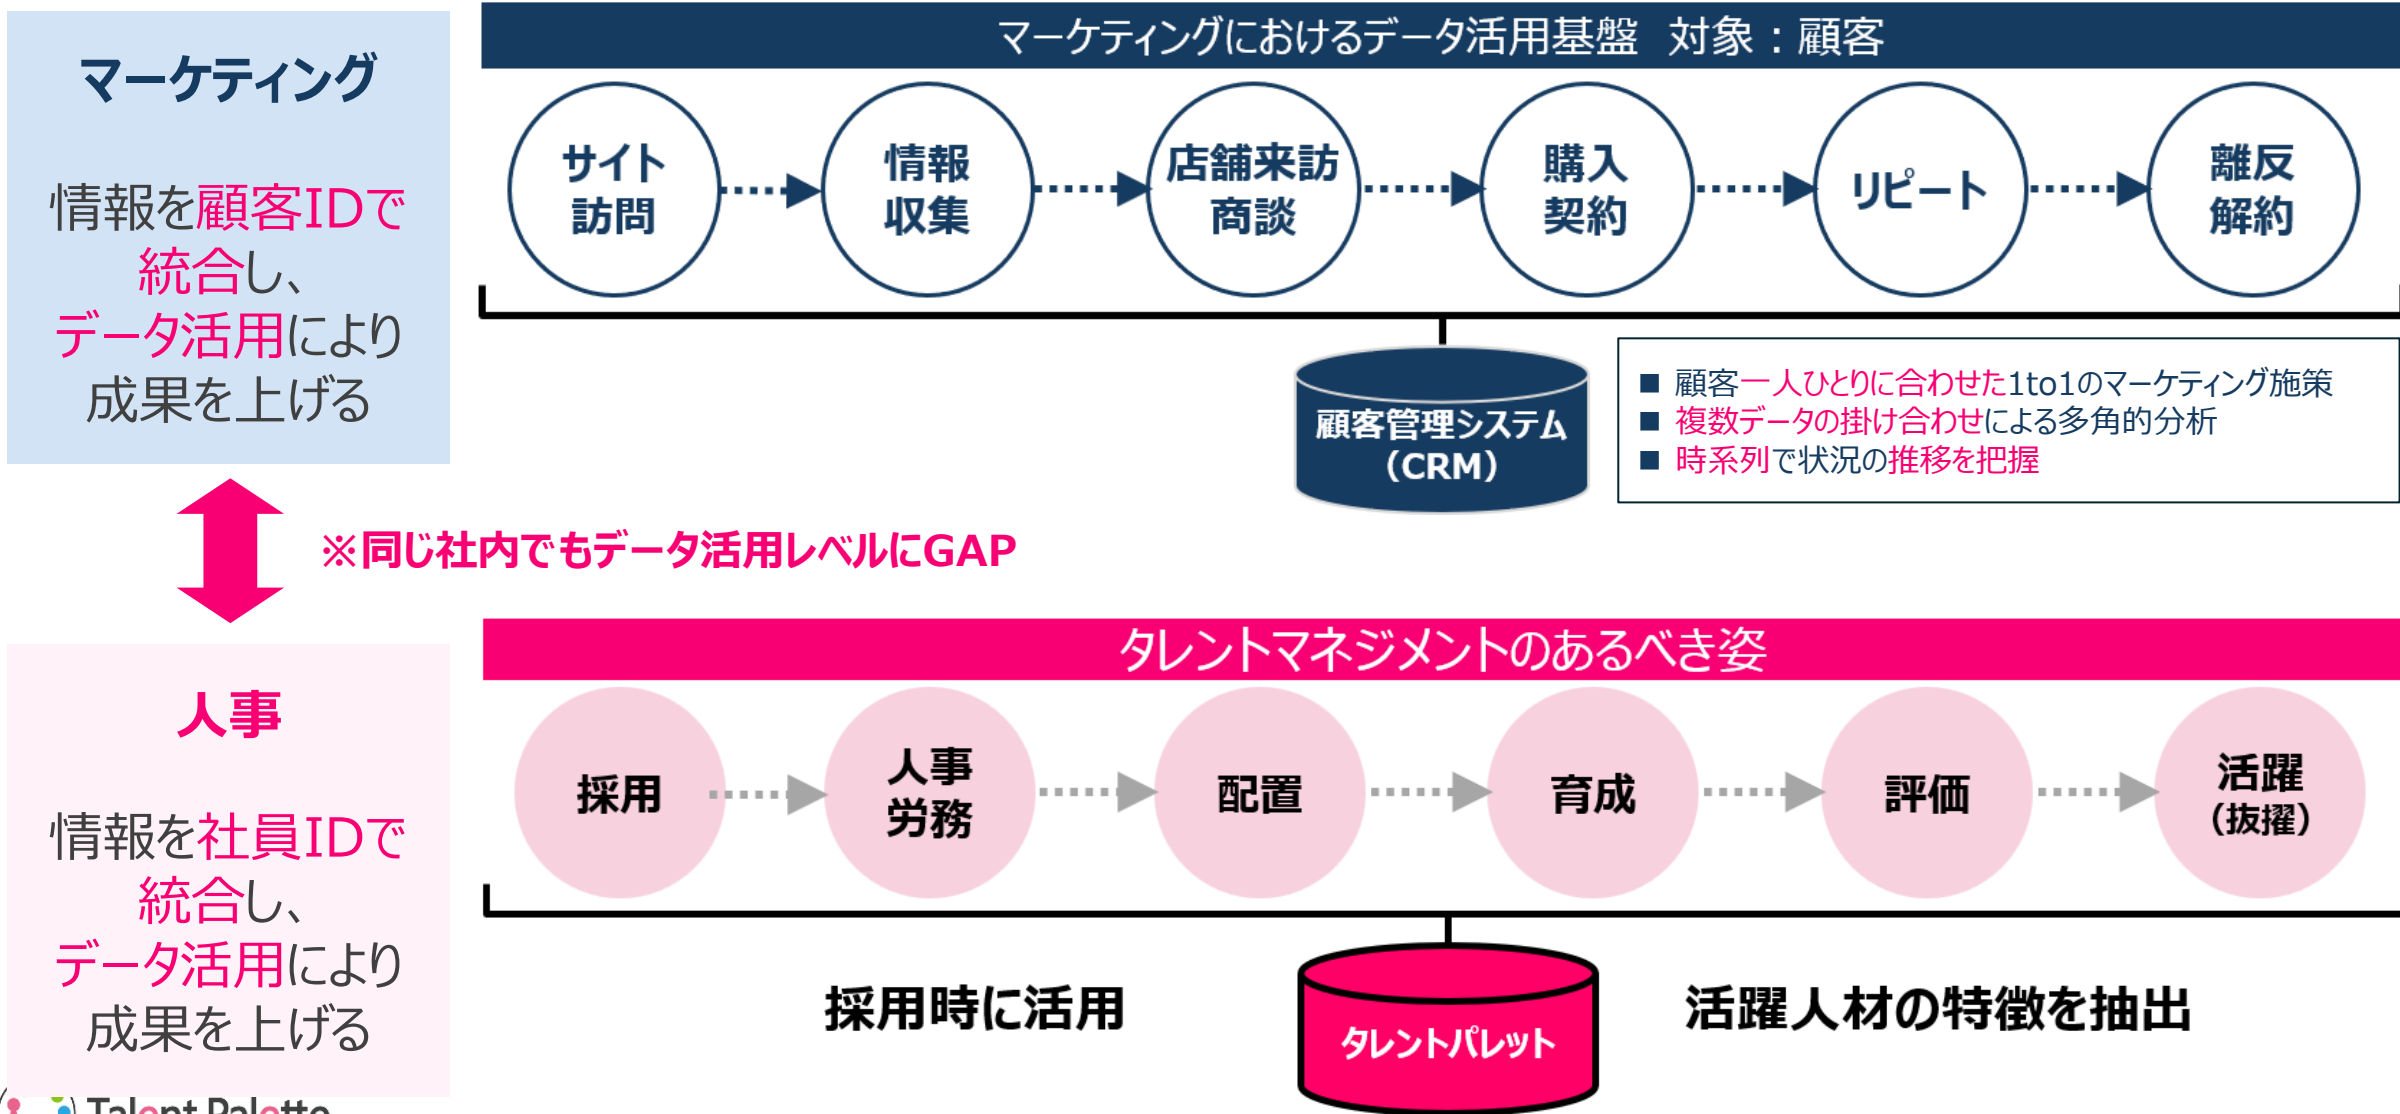 マーケティング
情報を顧客IDで
統合し、
データ活用により
成果を上げる
マーケティングにおけるデータ活用基盤 対象：顧客
サイト
訪問
情報
収集
店舗来訪
商談
購入
契約
リピート
離反
解約
顧客管理システム
（CRM）
■ 顧客一人ひとりに合わせた1to1のマーケティング施策
■ 複数データの掛け合わせによる多角的分析
■ 時系列で状況の推移を把握
※同じ社内でもデータ活用レベルにGAP
人事
情報を社員IDで
統合し、
データ活用により
成果を上げる
タレントマネジメントのあるべき姿
採用
人事
労務
配置
育成
評価
活躍
（抜擢）
採用時に活用
タレントパレット
活躍人材の特徴を抽出
Talent Palette